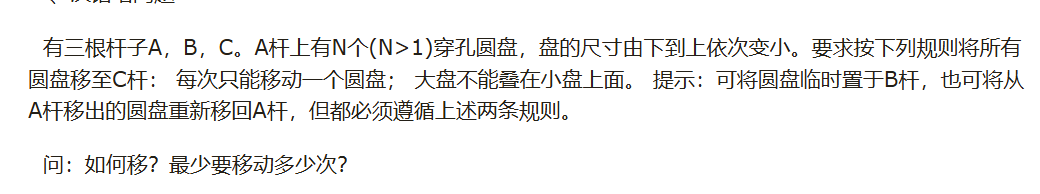 有三根杆子A，B，C。A杆上有N个(N>1)穿孔圆盘，盘的尺寸由下到上依次变小。要求按下列规则将所有
圆盘移至C杆： 每次只能移动一个圆盘； 大盘不能叠在小盘上面。 提示：可将圆盘临时置于B杆，也可将从
A杆移出的圆盘重新移回A杆，但都必须遵循上述两条规则。
问：如何移？最少要移动多少次？